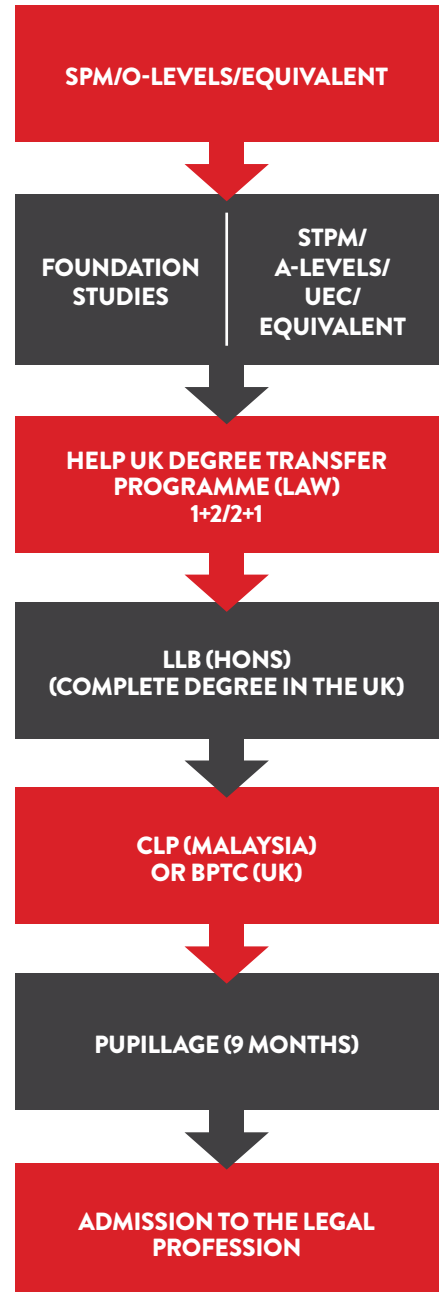 SPM/O-LEVELS/EQUIVALENT
FOUNDATION
STUDIES
STPM/
A-LEVELS/
UEC/
EQUIVALENT
HELP UK DEGREE TRANSFER
PROGRAMME (LAW)
1+2/2+1
LLB (HONS)
(COMPLETE DEGREE IN THE UK)
CLP (MALAYSIA)
OR BPTC (UK)
PUPILLAGE (9 MONTHS)
ADMISSION TO THE LEGAL
PROFESSION